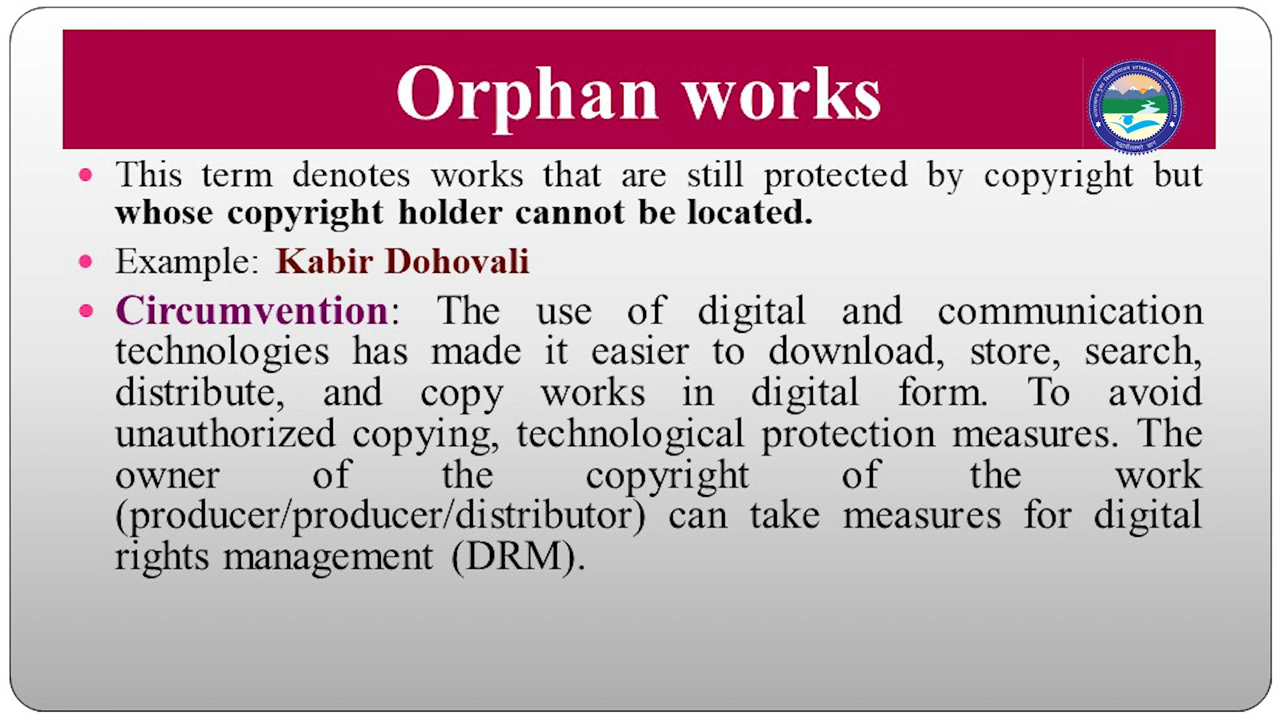 Orphan works
UTTARAKHAND OPEN UNIVERSITY
This term denotes works that are still protected by copyright but
whose copyright holder cannot be located.
Example: Kabir Dohovali
Circumvention: The use of digital and communication
technologies has made it easier to download, store, search,
distribute, and copy works in digital form. To avoid
unauthorized copying, technological protection measures. The
owner of the copyright of the work
(producer/producer/distributor) can take measures for digital
rights management (DRM).